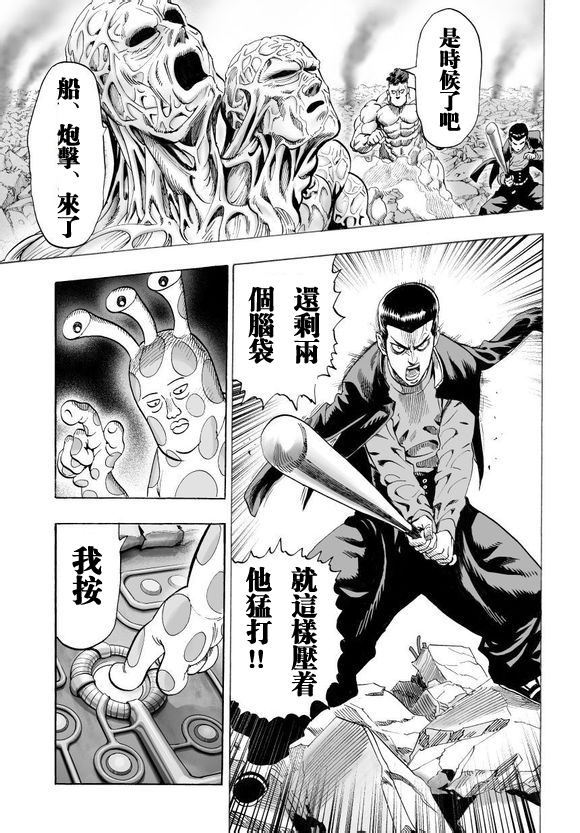 是時候了吧
船、炮擊、來了
還剩兩
個腦袋
就這樣壓着
他猛打!!
我按